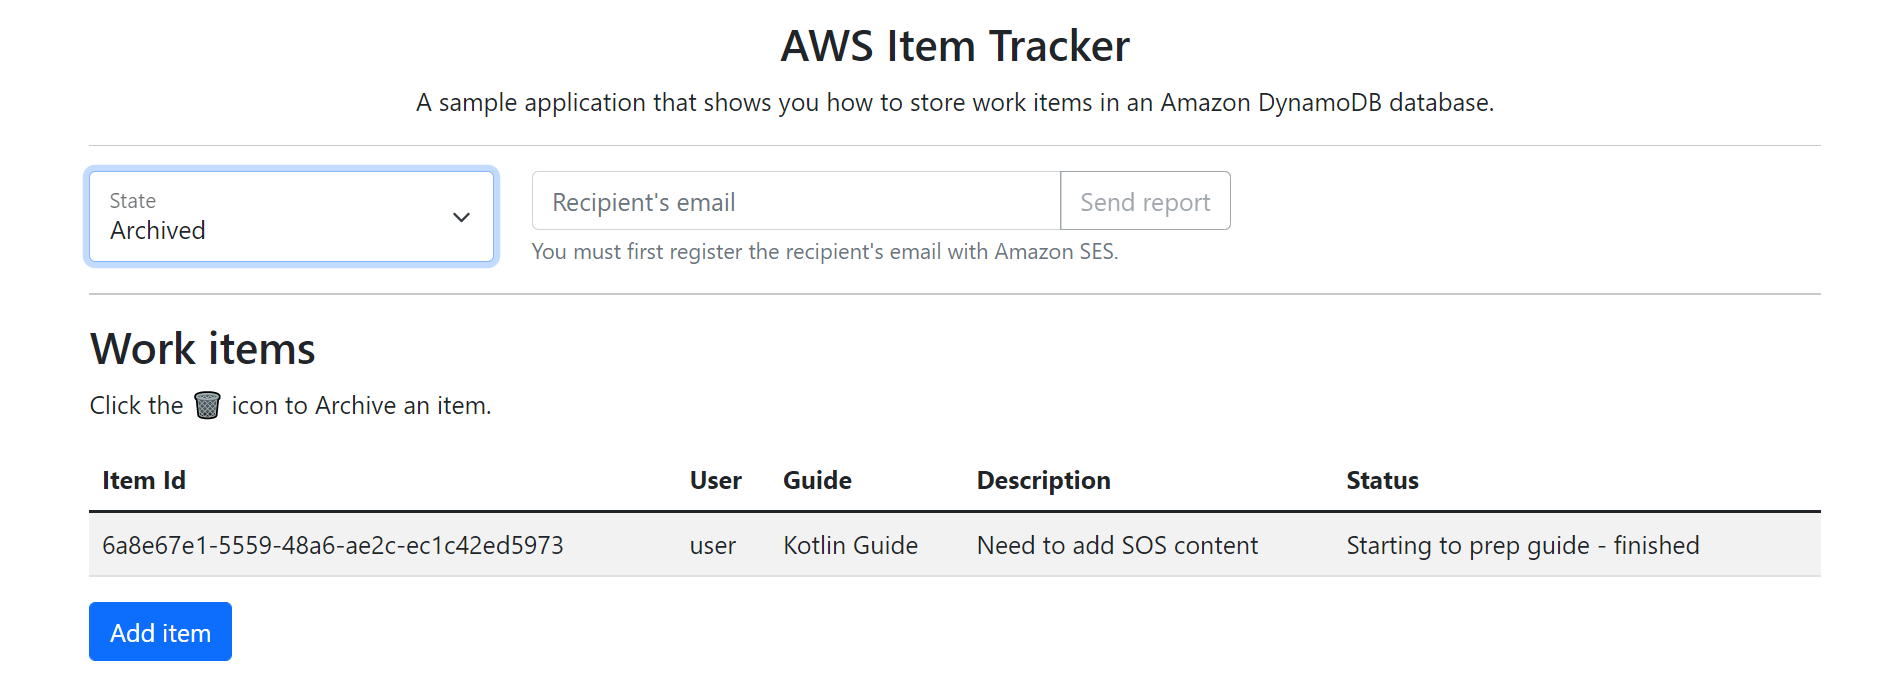 AWS Item Tracker
A sample application that shows you how to store work items in an Amazon DynamoDB database.
State
Archived
Recipient's email
Send report
You must first register the recipient's email with Amazon SES.
Work items
Click the icon to Archive an item.
Item Id User Guide Description Status
6a8e67e1-5559-48a6-ae2c-ec1c42ed5973 user Kotlin Guide Need to add SOS content Starting to prep guide - finished
Add item